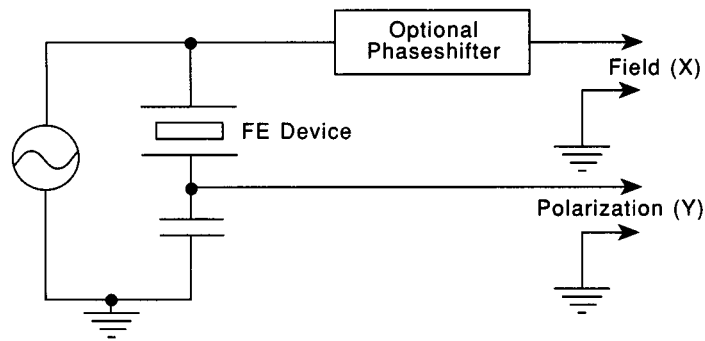 Optional
Phaseshifter
Field (X)
FE Device
Polarization (Y)